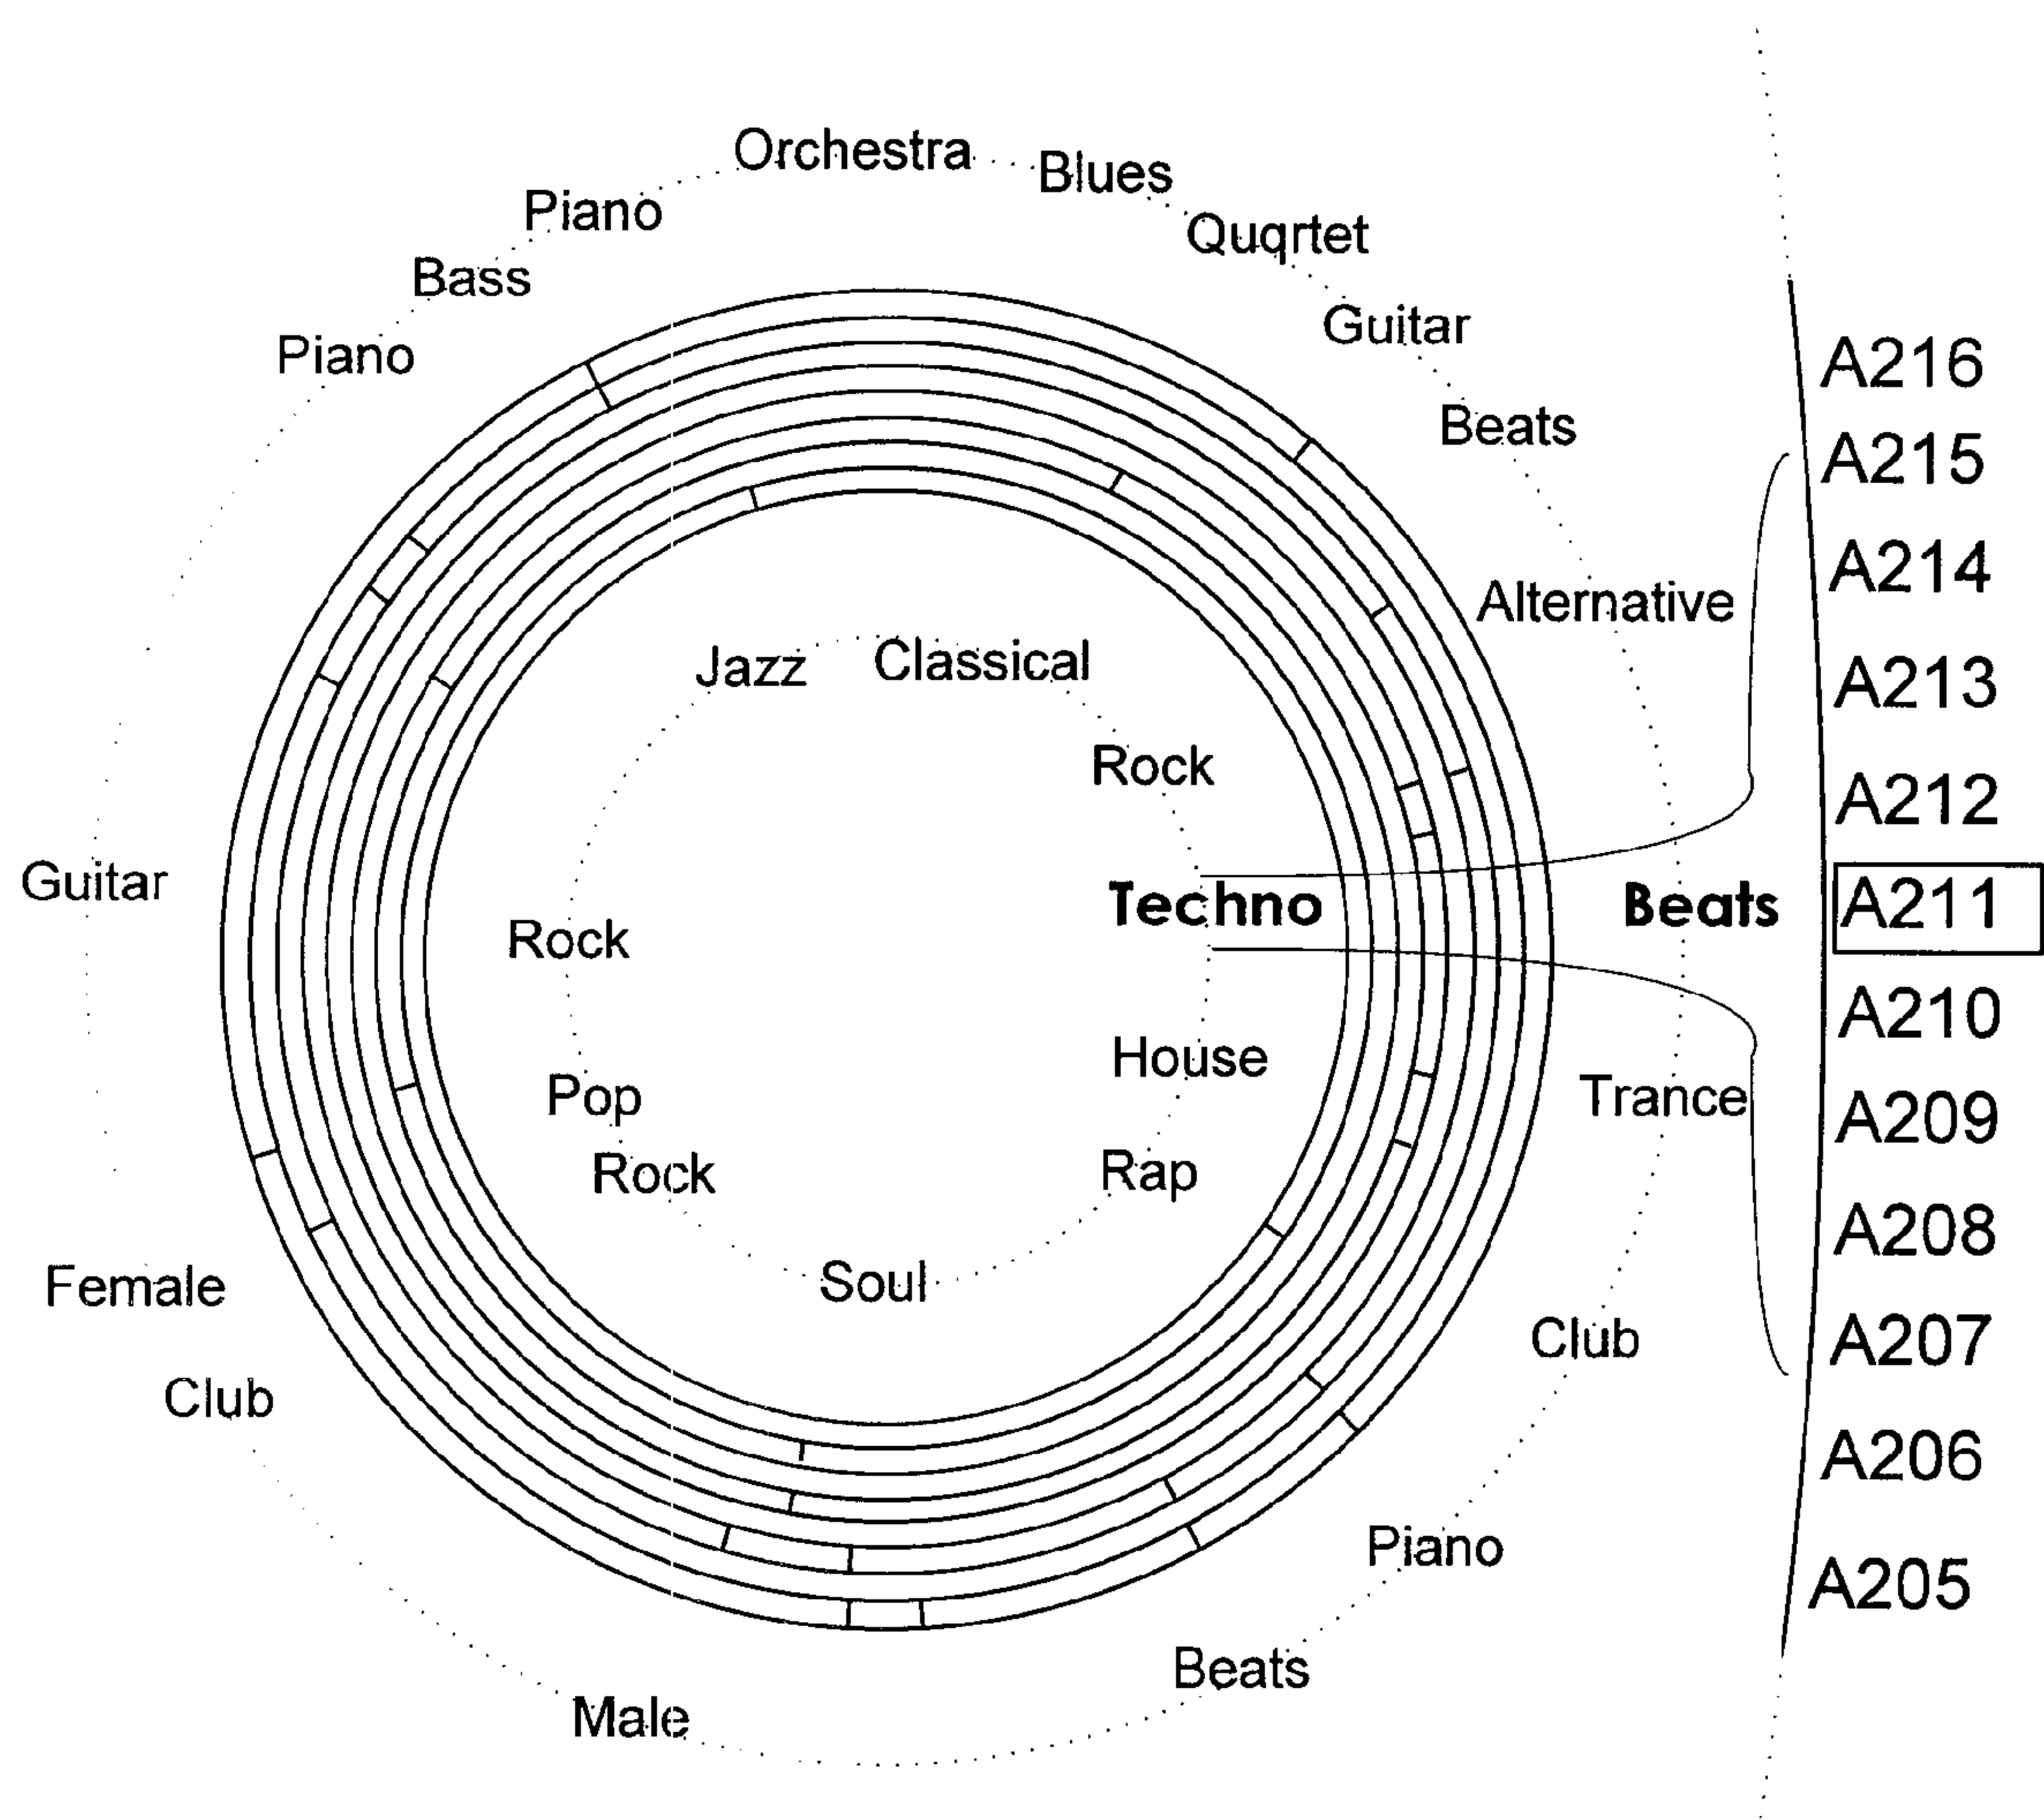 Orchestra
Blues
Piano
Quqrtet
Bass
Guitar
Piano
Beats
Alternative
Guitar
Beats
Trance
Female
Club
Club
Piano
Beats
Male
Jazz
Classical
Rock
Techno
Rock
House
Pop
Rock
Rap
Soul
A216
A215
A214
A213
A212
A211
A210
A209
A208
A207
A206
A205